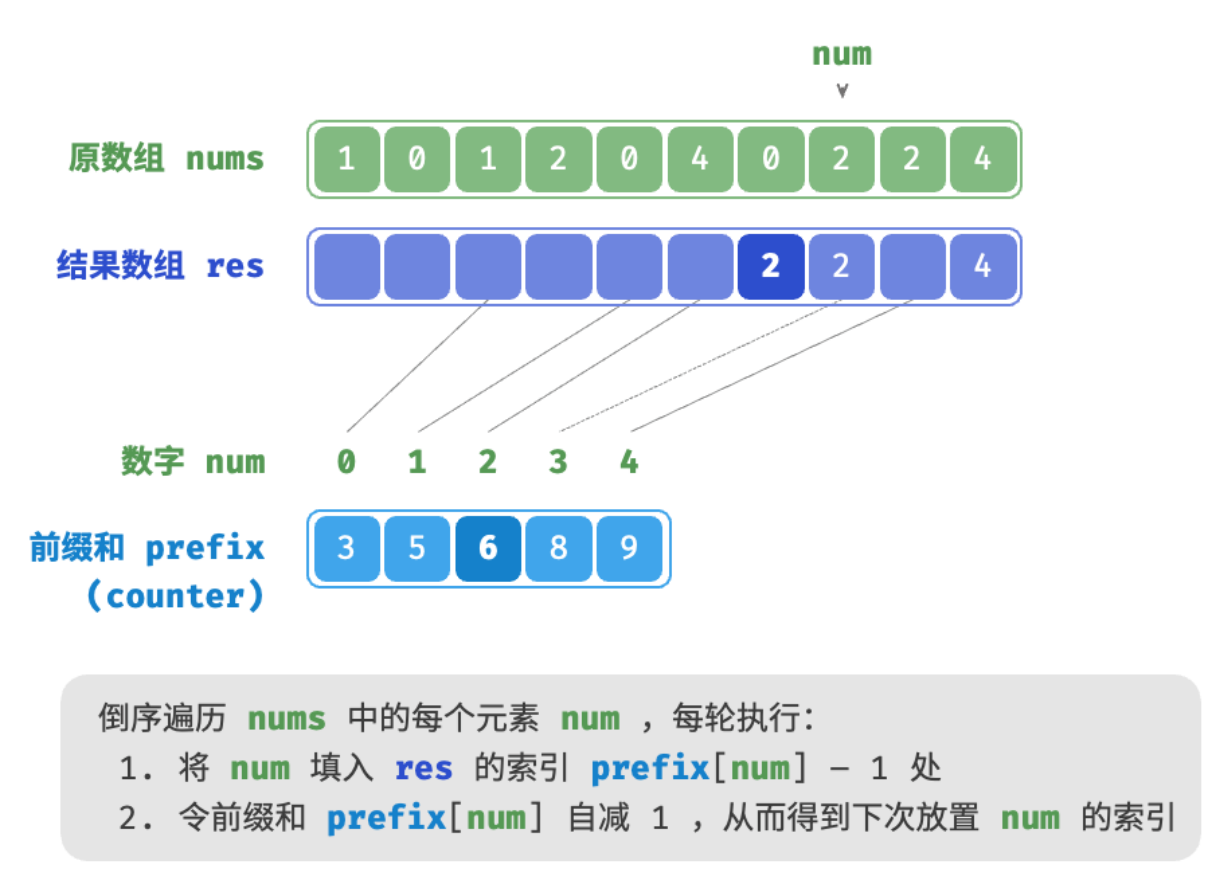 num
原数组 nums 1 0 1 2 0 4 0 2 2 4
结果数组 res 2 2 4
数字 num 0 1 2 3 4
前缀和 prefix 3 5 6 8 9
(counter)
倒序遍历 nums 中的每个元素 num ，每轮执行：
1. 将 num 填入 res 的索引 prefix[num] – 1 处
2. 令前缀和 prefix[num] 自减 1 ，从而得到下次放置 num 的索引